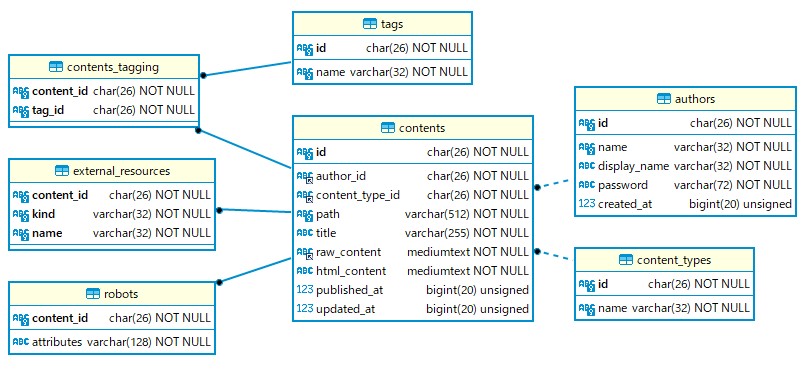 tags
id char(26) NOT NULL
name varchar(32) NOT NULL
contents_tagging
content_id char(26) NOT NULL
tag_id char(26) NOT NULL
contents
id char(26) NOT NULL
author_id char(26) NOT NULL
content_type_id char(26) NOT NULL
path varchar(512) NOT NULL
title varchar(255) NOT NULL
raw_content mediumtext NOT NULL
html_content mediumtext NOT NULL
123 published_at bigint(20) unsigned
123 updated_at bigint(20) unsigned
authors
id char(26) NOT NULL
name varchar(32) NOT NULL
ABC display_name varchar(32) NOT NULL
ABC password varchar(72) NOT NULL
123 created_at bigint(20) unsigned
external_resources
content_id char(26) NOT NULL
kind varchar(32) NOT NULL
name varchar(32) NOT NULL
content_types
id char(26) NOT NULL
name varchar(32) NOT NULL
robots
content_id char(26) NOT NULL
ABC attributes varchar(128) NOT NULL